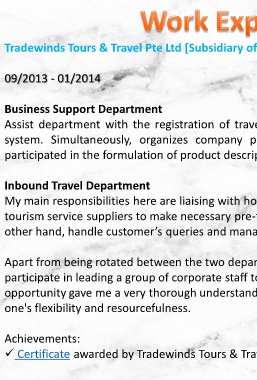 Work Exp
Tradewinds Tours & Travel Pte Ltd [Subsidiary of
09/2013 - 01/2014
Business Support Department
Assist department with the registration of trave
system. Simultaneously, organizes company p
participated in the formulation of product descrip
Inbound Travel Department
My main responsibilities here are liaising with ho
tourism service suppliers to make necessary pre-
other hand, handle customer's queries and mana
Apart from being rotated between the two depar
participate in leading a group of corporate staff to
opportunity gave me a very thorough understand
one's flexibility and resourcefulness.
Achievements:
✓ Certificate awarded by Tradewinds Tours & Tra